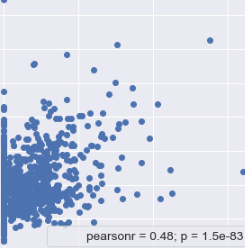 pearsonr = 0.48; p = 1.5e-83